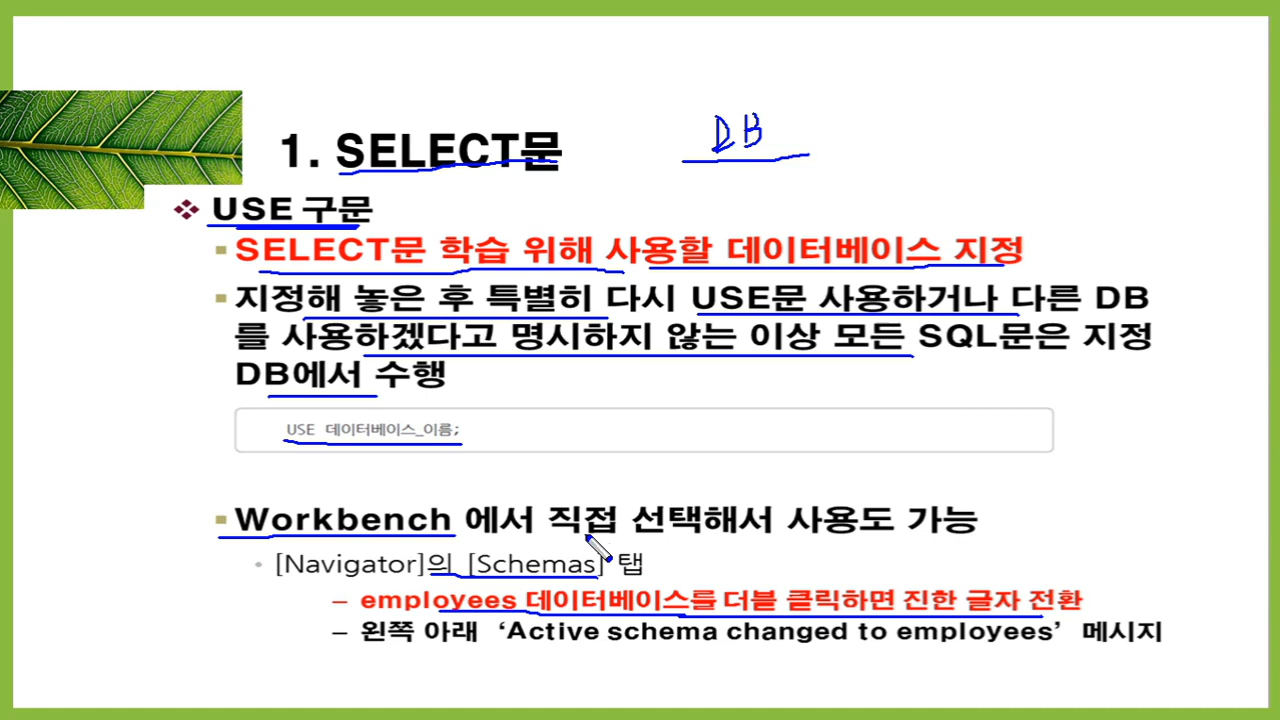 1. SELECT문
DB
❖ USE 구문
▪ SELECT문 학습 위해 사용할 데이터베이스 지정
▪ 지정해 놓은 후 특별히 다시 USE문 사용하거나 다른 DB
를 사용하겠다고 명시하지 않는 이상 모든 SQL문은 지정
DB에서 수행
USE 데이터베이스_이름;
▪ Workbench 에서 직접 선택해서 사용도 가능
• [Navigator]의 [Schemas] 탭
– employees 데이터베이스를 더블 클릭하면 진한 글자 전환
– 왼쪽 아래 ‘Active schema changed to employees’ 메시지